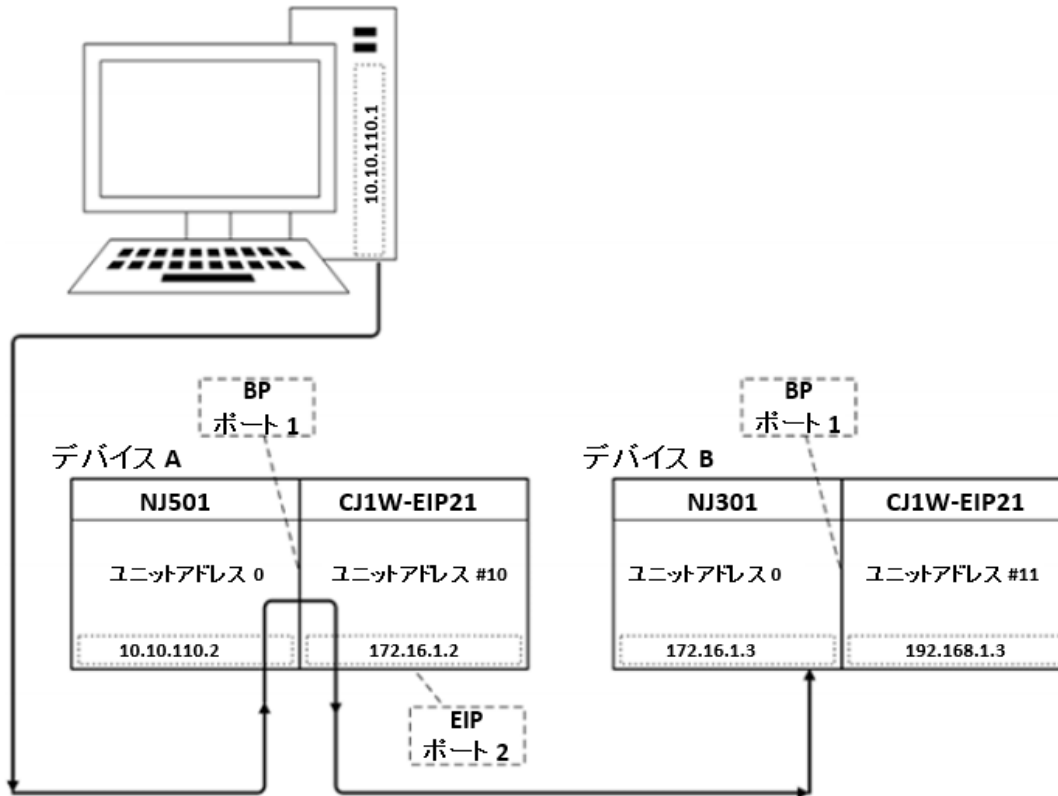 10.10.110.1
BP
ポート 1
BP
ポート 1
デバイス A
デバイス B
NJ501
CJ1W-EIP21
NJ301
CJ1W-EIP21
ユニットアドレス 0
ユニットアドレス #10
ユニットアドレス 0
ユニットアドレス #11
10.10.110.2
172.16.1.2
172.16.1.3
192.168.1.3
EIP
ポート 2